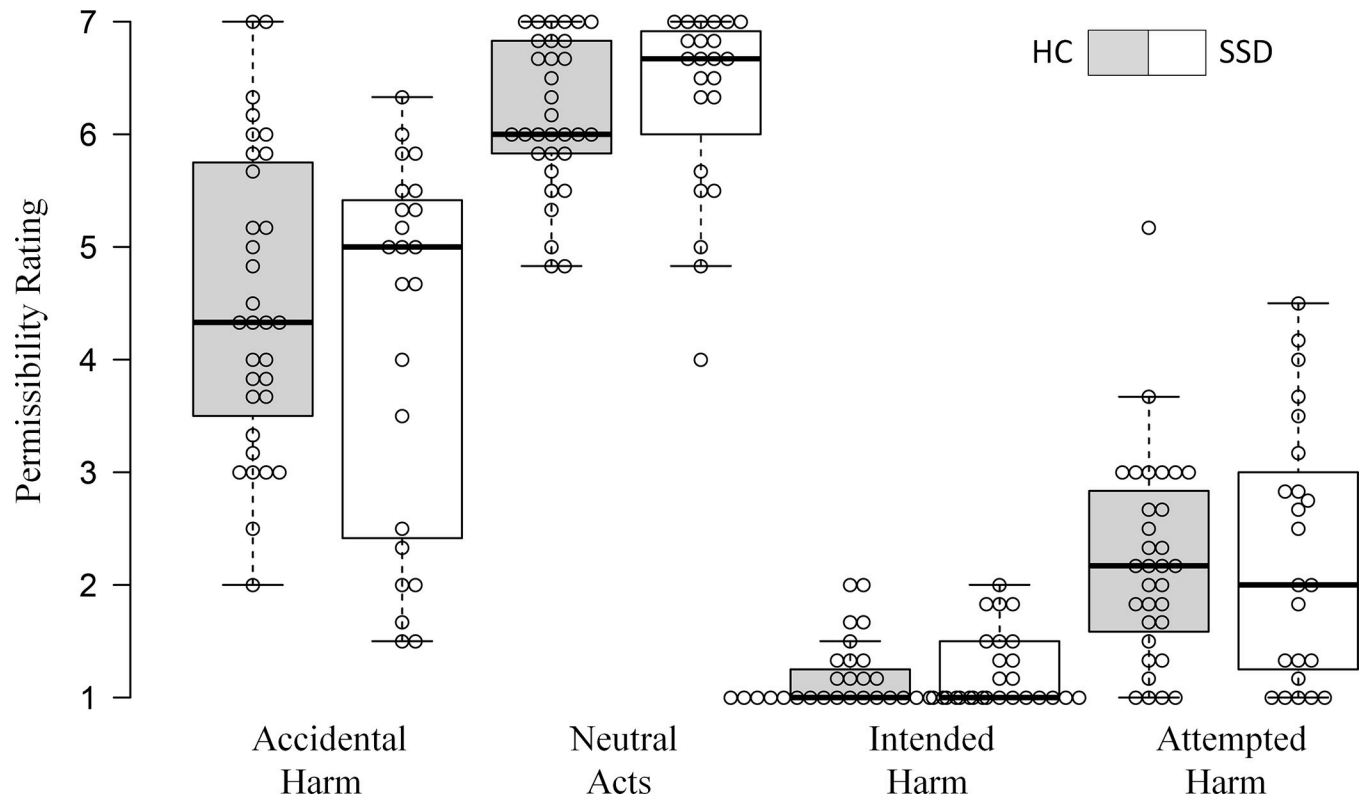 HC SSD
Permissibility Rating
7
6
5
4
3
2
1
Accidental Harm
Neutral Acts
Intended Harm
Attempted Harm